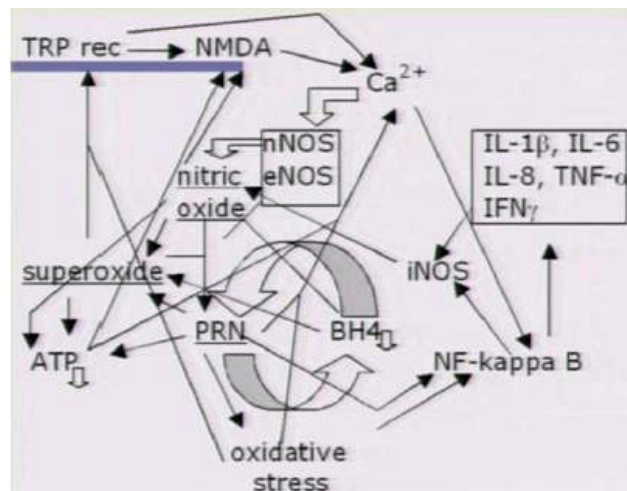 TRP rec NMDA
Ca2+
nNOS
eNOS
nitric
oxide
IL-1β, IL-6
IL-8, TNF-α
IFNγ
superoxide
iNOS
ATP
PRN
BH4
NF-kappa B
oxidative
stress